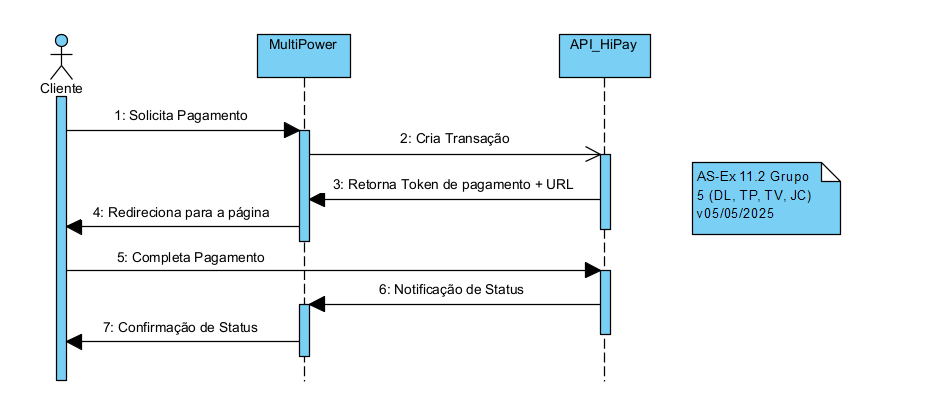 MultiPower
API_HiPay
Cliente
1: Solicita Pagamento
2: Cria Transação
3: Retorna Token de pagamento + URL
4: Redireciona para a página
5: Completa Pagamento
6: Notificação de Status
7: Confirmação de Status
AS-Ex 11.2 Grupo
5 (DL, TP, TV, JC)
v05/05/2025